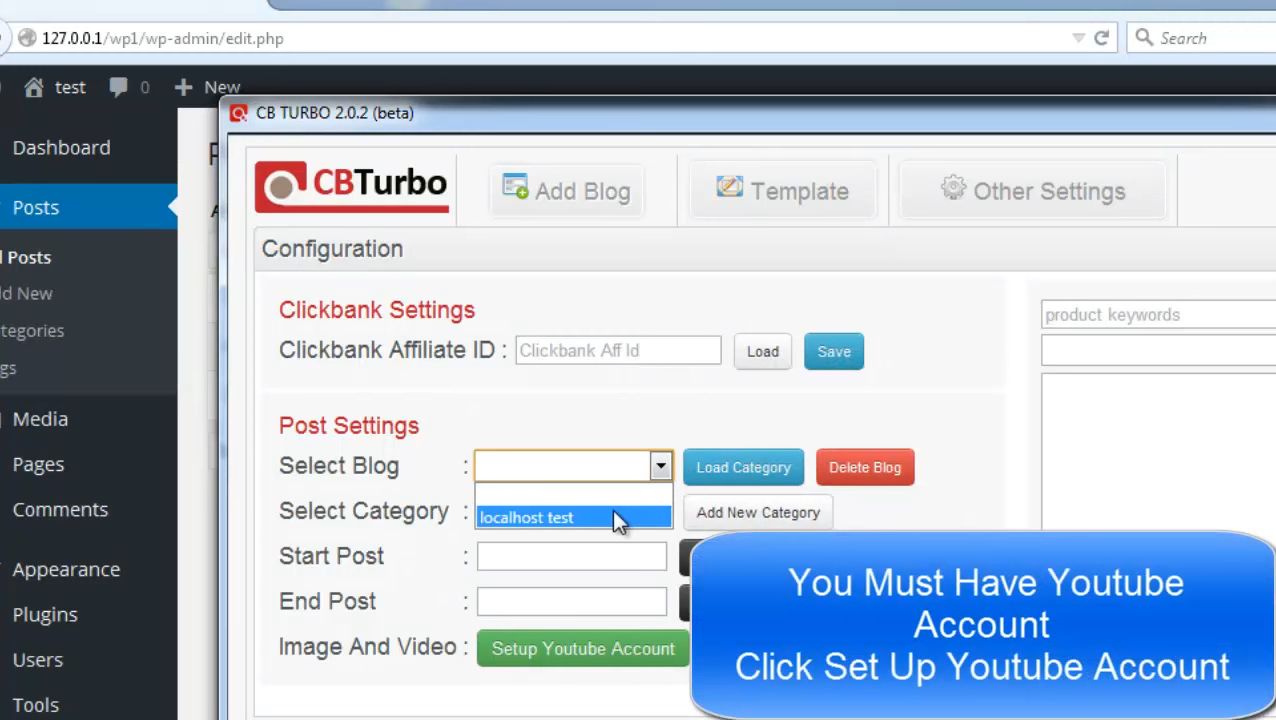 127.0.0.1/wp1/wp-admin/edit.php
Search
test
0
New
CB TURBO 2.0.2 (beta)
Dashboard
Posts
Posts
New
Media
Pages
Comments
Appearance
Plugins
Users
Tools
CBTurbo
Add Blog
Template
Other Settings
Configuration
Clickbank Settings
Clickbank Affiliate ID :
Clickbank Aff Id
Load
Save
product keywords
Post Settings
Select Blog :
Load Category
Delete Blog
localhost test
Select Category :
Add New Category
Start Post :
End Post :
Image And Video :
Setup Youtube Account
You Must Have Youtube
Account
Click Set Up Youtube Account